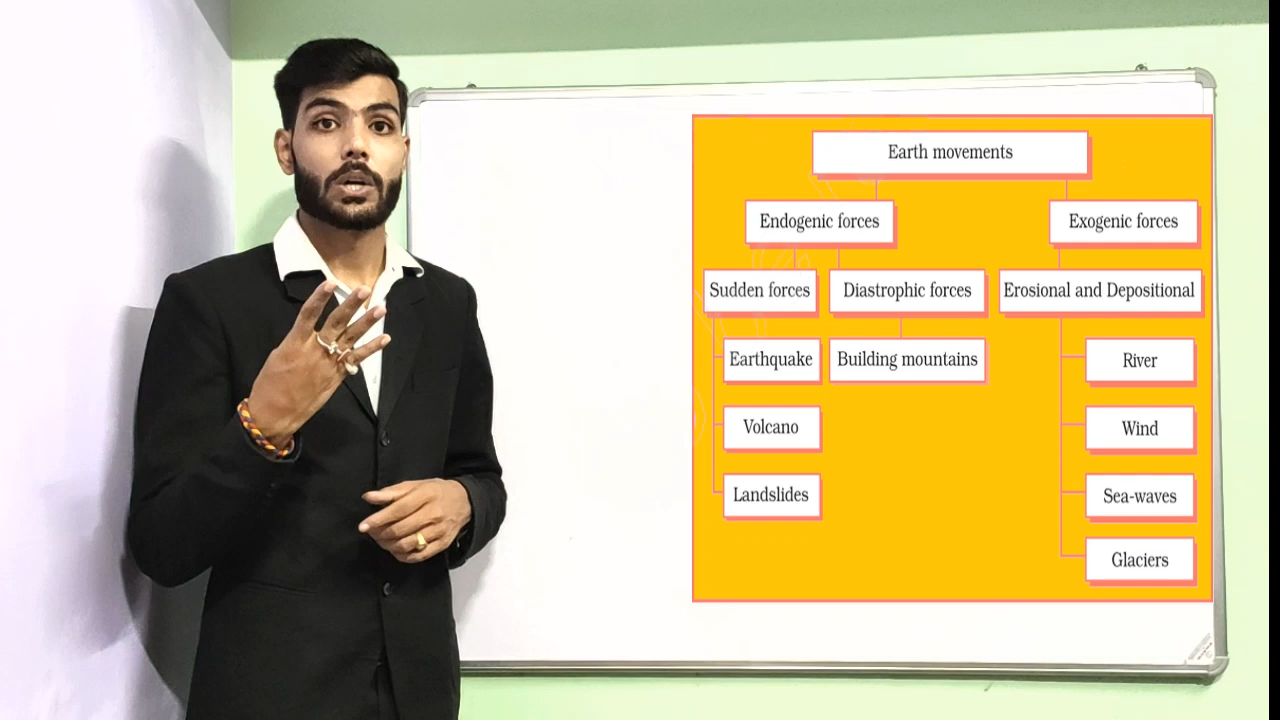 Earth movements
Endogenic forces
Exogenic forces
Sudden forces
Diastrophic forces
Erosional and Depositional
Earthquake
Building mountains
River
Volcano
Wind
Landslides
Sea-waves
Glaciers